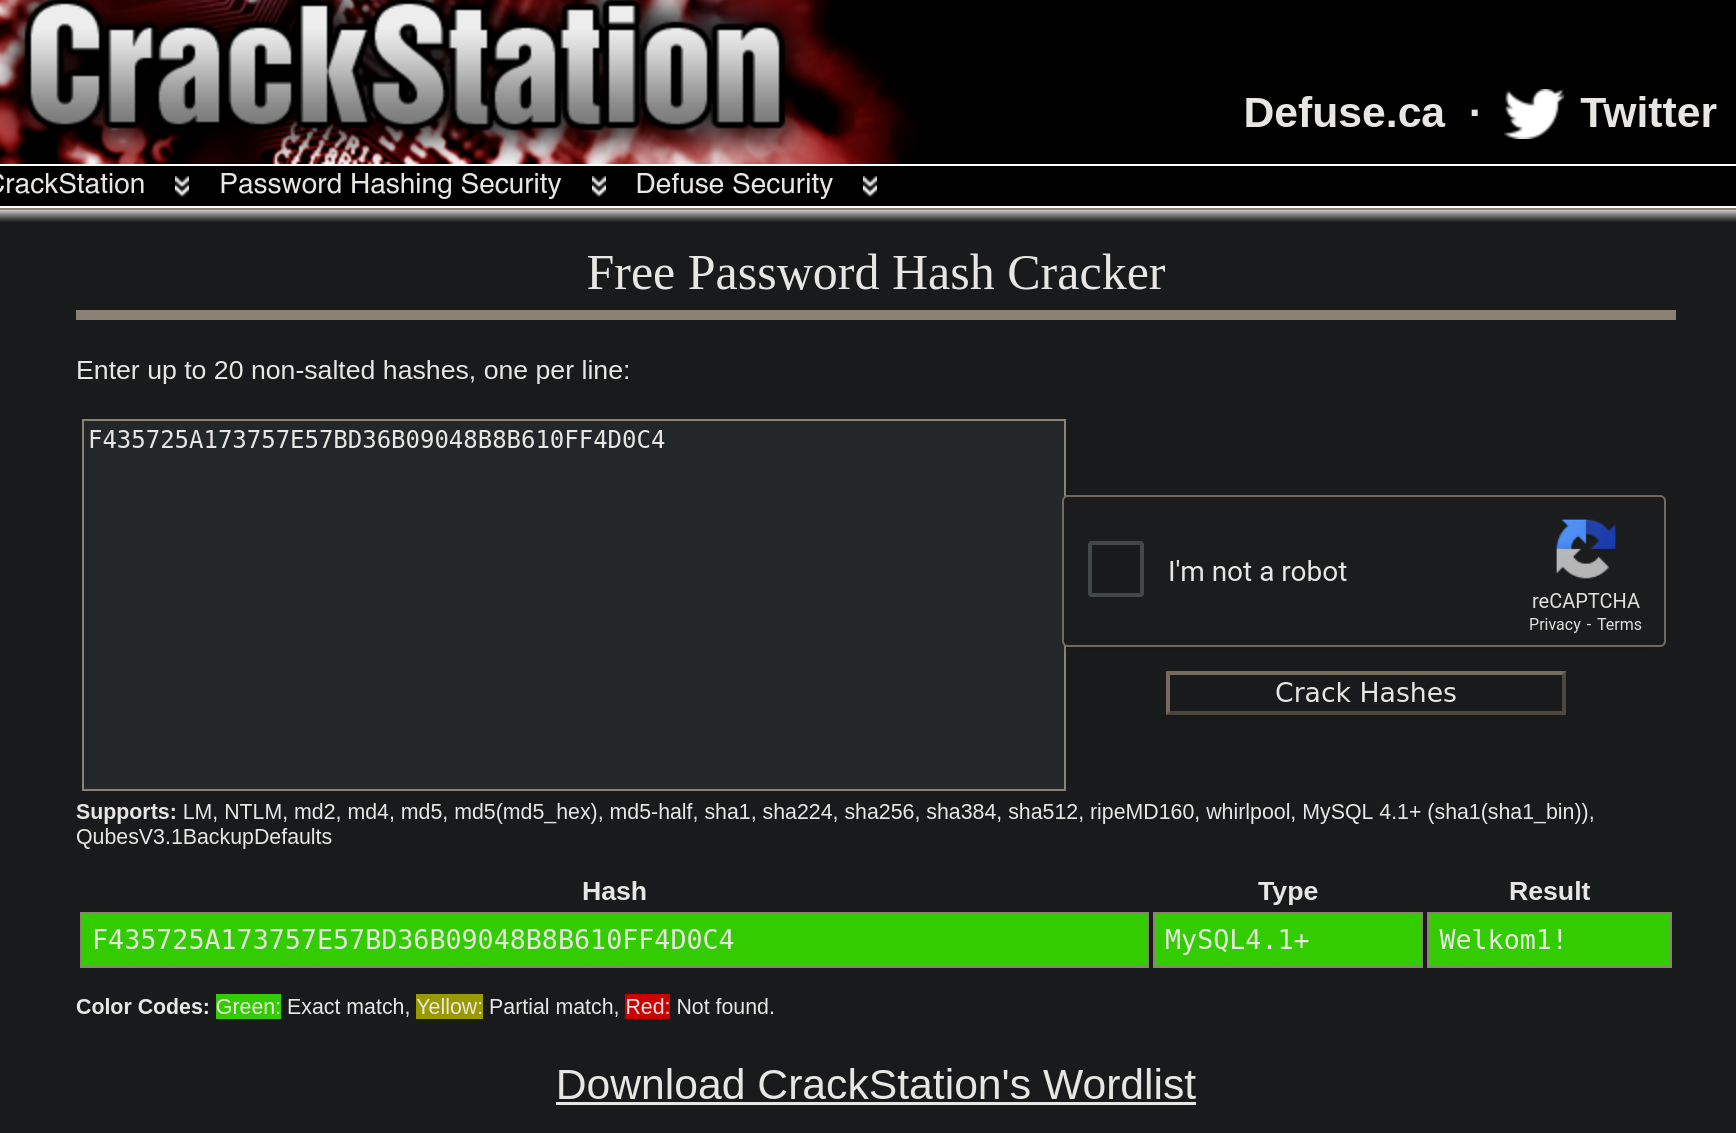 CrackStation
Defuse.ca · Twitter
CrackStation Password Hashing Security Defuse Security
Free Password Hash Cracker
Enter up to 20 non-salted hashes, one per line:
F435725A173757E57BD36B09048B8B610FF4D0C4
I'm not a robot
reCAPTCHA
Privacy - Terms
Crack Hashes
Supports: LM, NTLM, md2, md4, md5, md5(md5_hex), md5-half, sha1, sha224, sha256, sha384, sha512, ripeMD160, whirlpool, MySQL 4.1+ (sha1(sha1_bin)),
QubesV3.1BackupDefaults
Hash Type Result
F435725A173757E57BD36B09048B8B610FF4D0C4 MySQL4.1+ Welkom1!
Color Codes: Green: Exact match, Yellow: Partial match, Red: Not found.
Download CrackStation's Wordlist